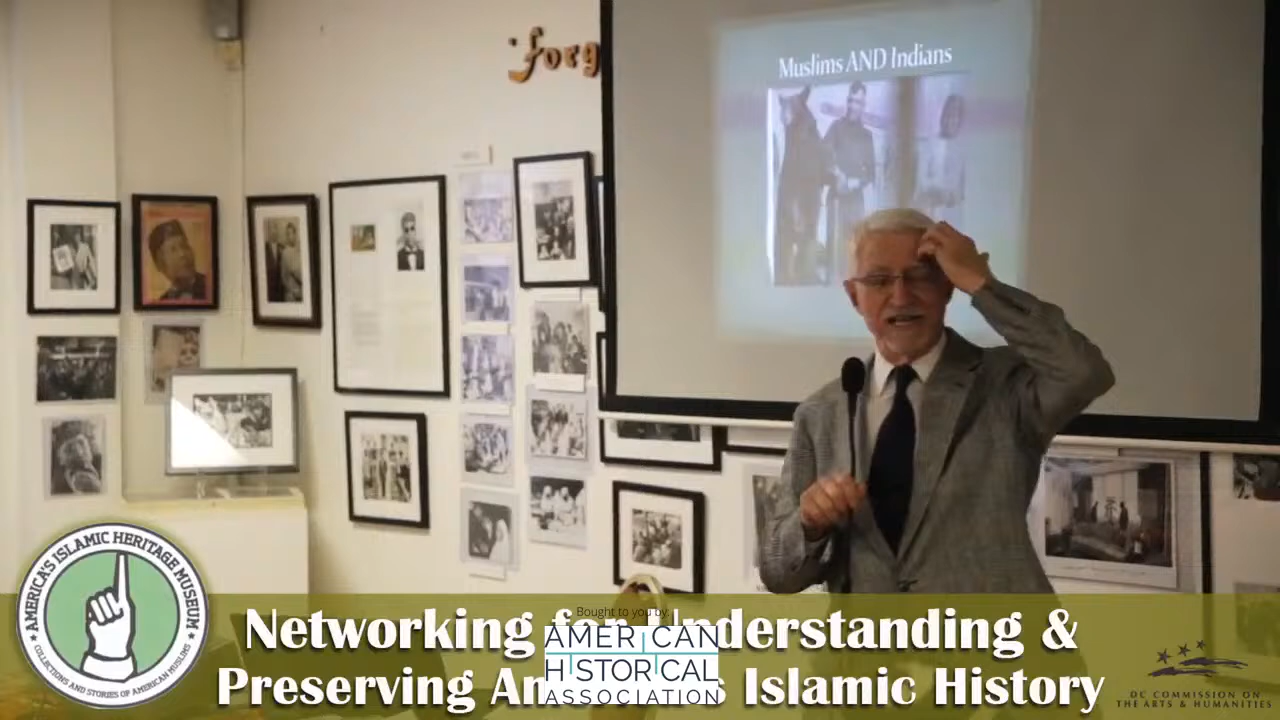 forg
Muslims AND Indians
AMERICA'S ISLAMIC HERITAGE MUSEUM
COLLECTIONS AND STORIES OF AMERICAN MUSLIMS
Networking for Understanding &
Preserving Am s Islamic History
Bought to you by:
AMERICAN
HISTORICAL
ASSOCIATION
DC COMMISSION ON
THE ARTS & HUMANITIES